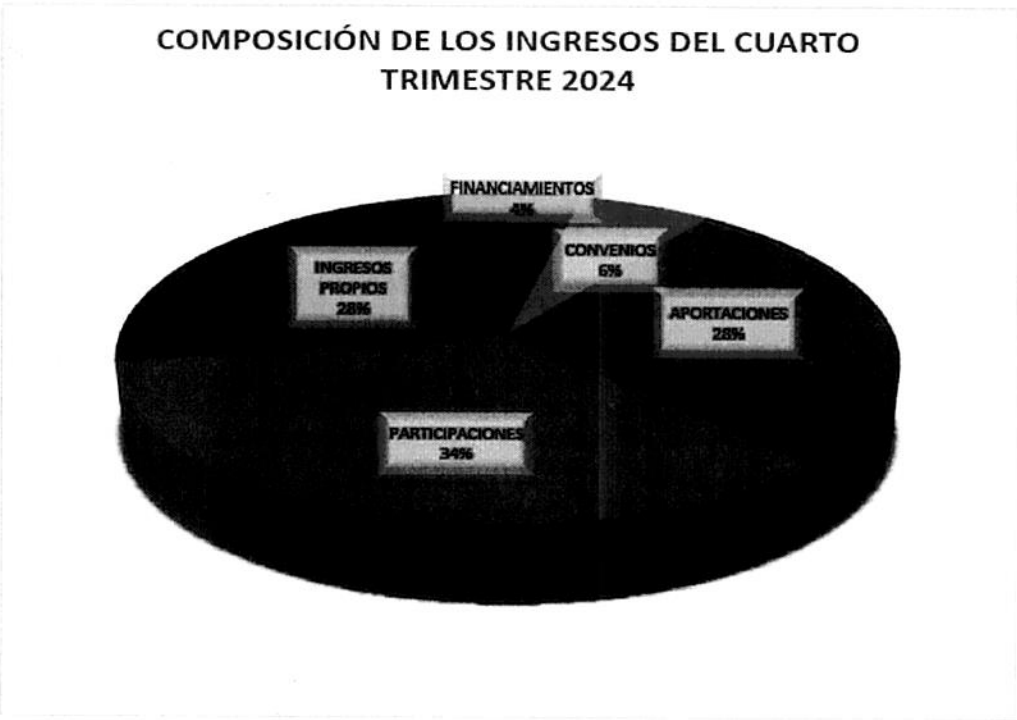 COMPOSICIÓN DE LOS INGRESOS DEL CUARTO
TRIMESTRE 2024
FINANCIAMIENTOS
4%
CONVENIOS
6%
INGRESOS
PROPIOS
28%
APORTACIONES
28%
PARTICIPACIONES
34%